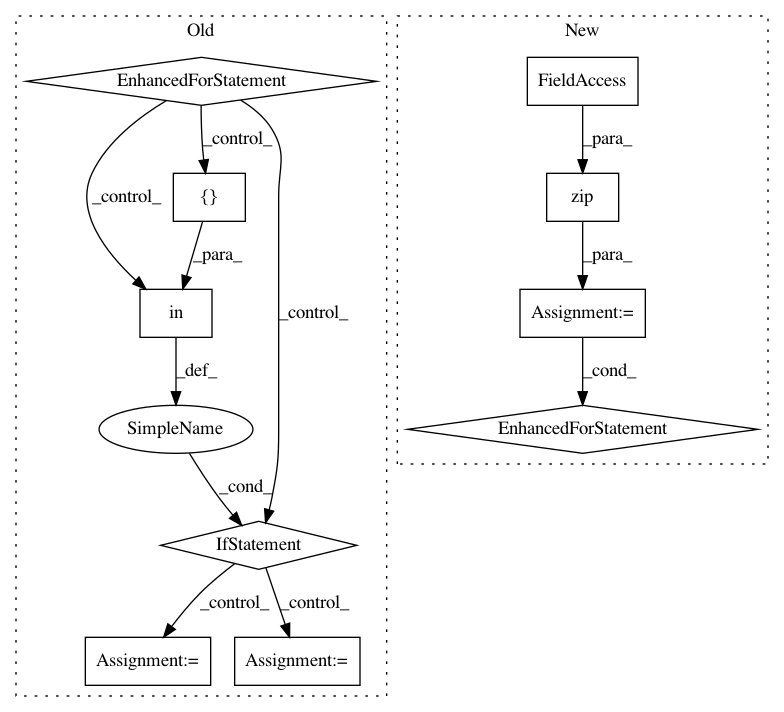 Old
New
EnhancedForStatement
FieldAccess
_control_
_para_
_control_
{}
zip
_para_
_para_
in
_control_
Assignment:=
_def_
_cond_
SimpleName
EnhancedForStatement
_cond_
IfStatement
_control_
_control_
Assignment:=
Assignment:=